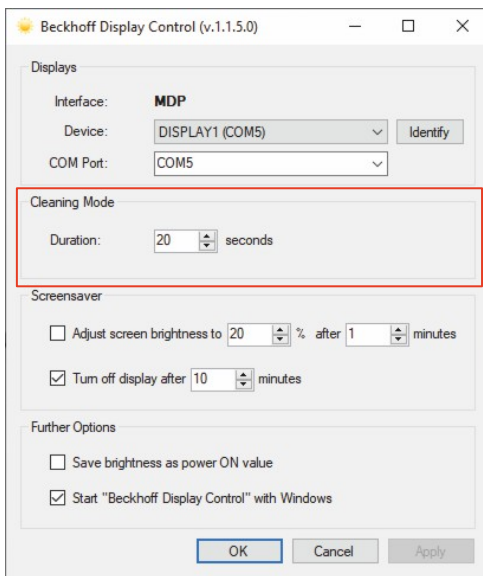 Beckhoff Display Control (v.1.1.5.0)
Displays
Interface: MDP
Device: DISPLAY1 (COM5) Identify
COM Port: COM5
Cleaning Mode
Duration: 20 seconds
Screensaver
Adjust screen brightness to 20 % after 1 minutes
Turn off display after 10 minutes
Further Options
Save brightness as power ON value
Start "Beckhoff Display Control" with Windows
OK Cancel Apply